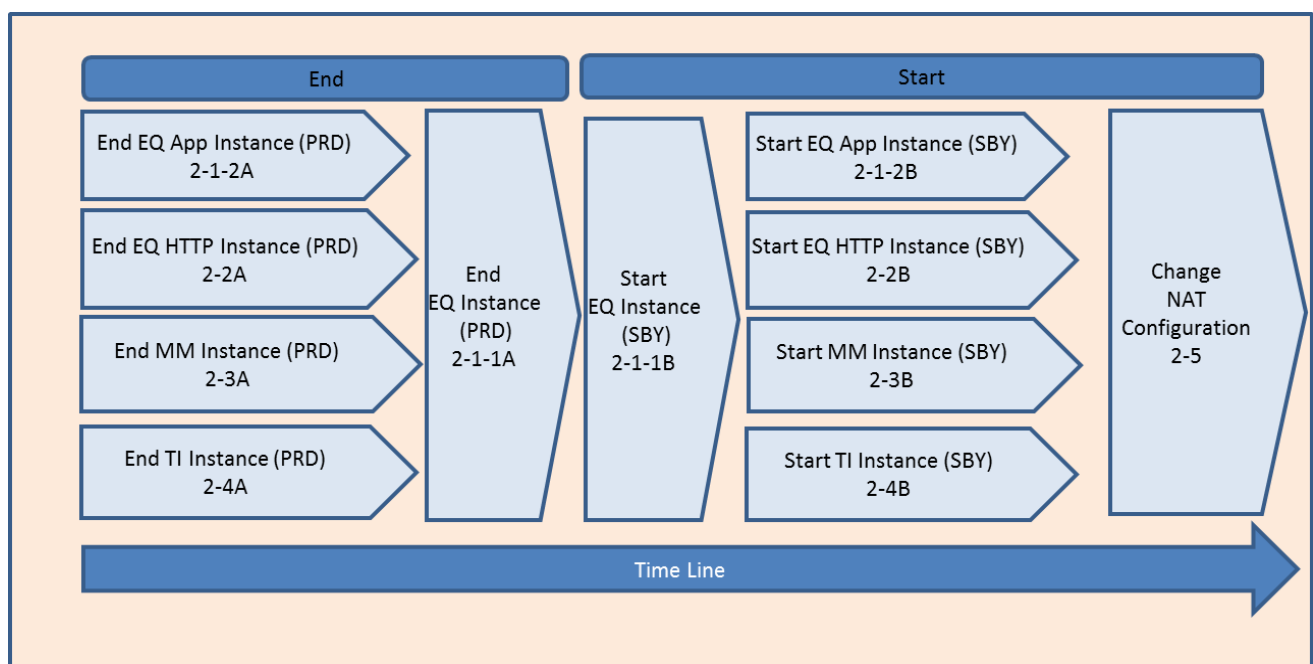 End
Start
End EQ App Instance (PRD)
2-1-2A
End EQ HTTP Instance (PRD)
2-2A
End MM Instance (PRD)
2-3A
End TI Instance (PRD)
2-4A
End
EQ Instance
(PRD)
2-1-1A
Start
EQ Instance
(SBY)
2-1-1B
Start EQ App Instance (SBY)
2-1-2B
Start EQ HTTP Instance (SBY)
2-2B
Start MM Instance (SBY)
2-3B
Start TI Instance (SBY)
2-4B
Change
NAT
Configuration
2-5
Time Line